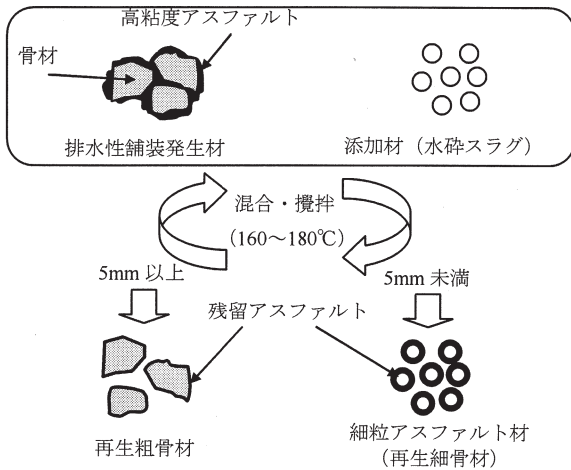 高粘度アスファルト
骨材
排水性舗装発生材
添加材（水砕スラグ）
混合・攪拌
(160～180℃)
5mm 以上
5mm 未満
残留アスファルト
再生粗骨材
細粒アスファルト材
（再生細骨材）